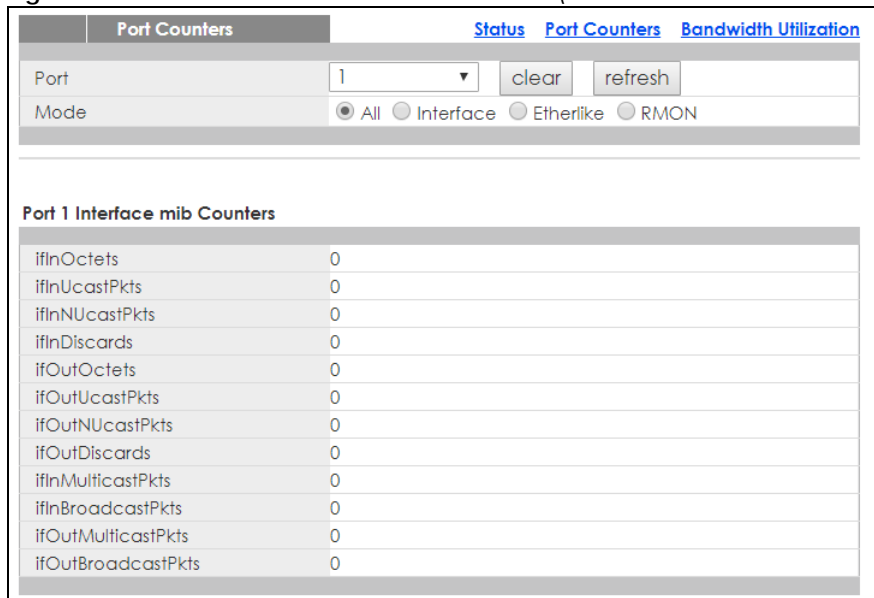 Port Counters Status Port Counters Bandwidth Utilization
Port 1 clear refresh
Mode All Interface Etherlike RMON
Port 1 Interface mib Counters
ifInOctets 0
ifInUcastPkts 0
ifInNUcastPkts 0
ifInDiscards 0
ifOutOctets 0
ifOutUcastPkts 0
ifOutNUcastPkts 0
ifOutDiscards 0
ifInMulticastPkts 0
ifInBroadcastPkts 0
ifOutMulticastPkts 0
ifOutBroadcastPkts 0